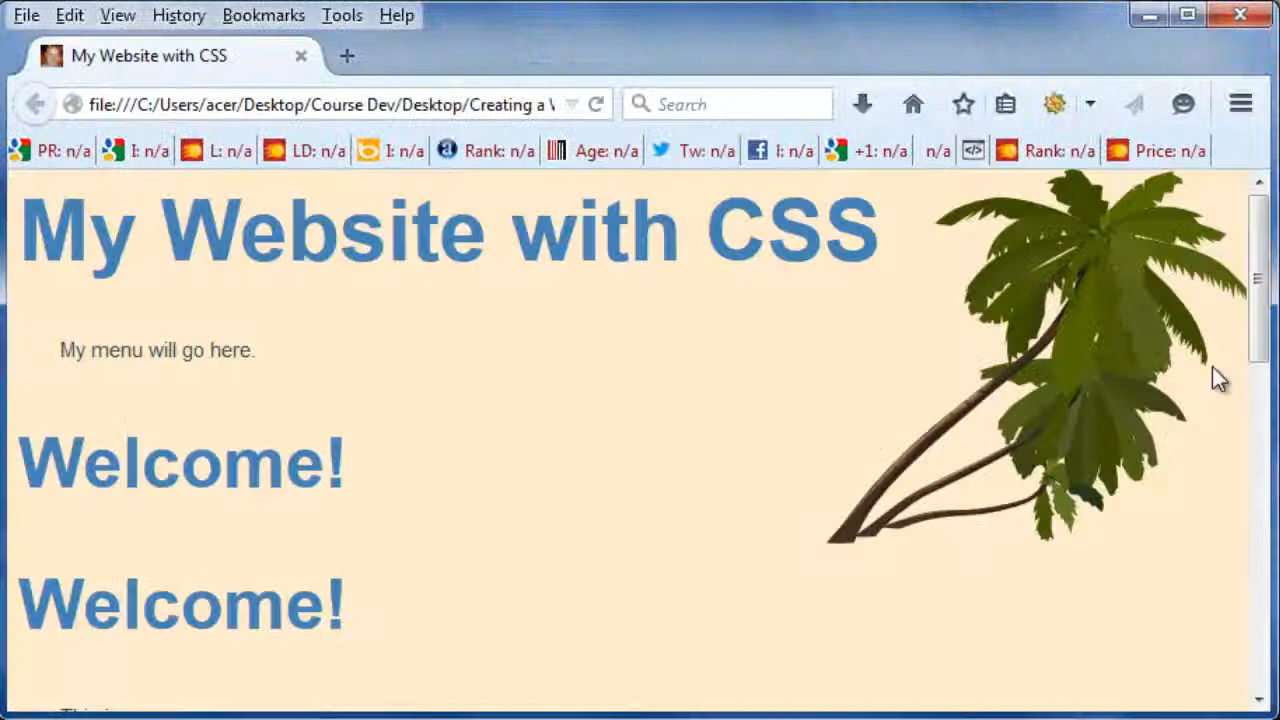 File Edit View History Bookmarks Tools Help
My Website with CSS
file:///C:/Users/acer/Desktop/Course Dev/Desktop/Creating a Search
PR: n/a I: n/a L: n/a LD: n/a I: n/a Rank: n/a Age: n/a Tw: n/a I: n/a +1: n/a n/a Rank: n/a Price: n/a
My Website with CSS
My menu will go here.
Welcome!
Welcome!